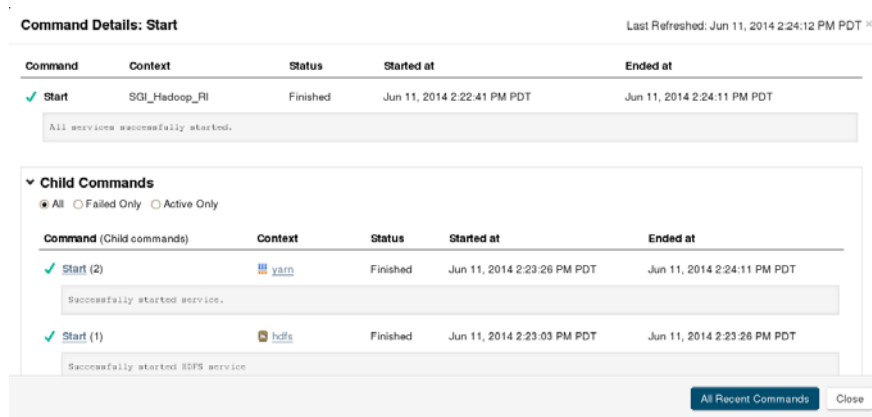 Command Details: Start
Last Refreshed: Jun 11, 2014 2:24:12 PM PDT ×
Command Context Status Started at Ended at
Start SGI_Hadoop_RI Finished Jun 11, 2014 2:22:41 PM PDT Jun 11, 2014 2:24:11 PM PDT
All services successfully started.
Child Commands
All Failed Only Active Only
Command (Child commands) Context Status Started at Ended at
Start (2) yarn Finished Jun 11, 2014 2:23:26 PM PDT Jun 11, 2014 2:24:11 PM PDT
Successfully started service.
Start (1) hdfs Finished Jun 11, 2014 2:23:03 PM PDT Jun 11, 2014 2:23:26 PM PDT
Successfully started HDFS service
All Recent Commands Close